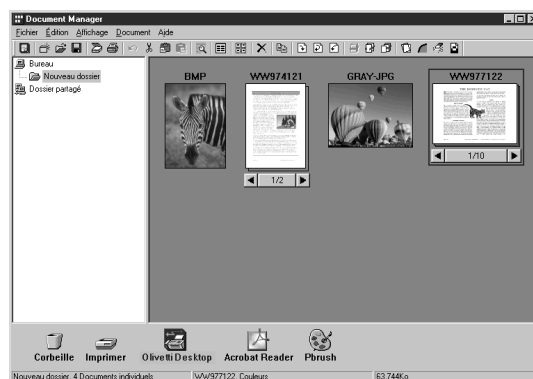 Document Manager
Fichier Édition Affichage Document Aide
Bureau
Nouveau dossier
Dossier partagé
BMP WW974121 GRAY-JPG WW977122
1/2 1/10
Corbeille Imprimer Olivetti Desktop Acrobat Reader Pbrush
Nouveau dossier, 4 Documents individuels WW977122, Couleurs 63 744Ko